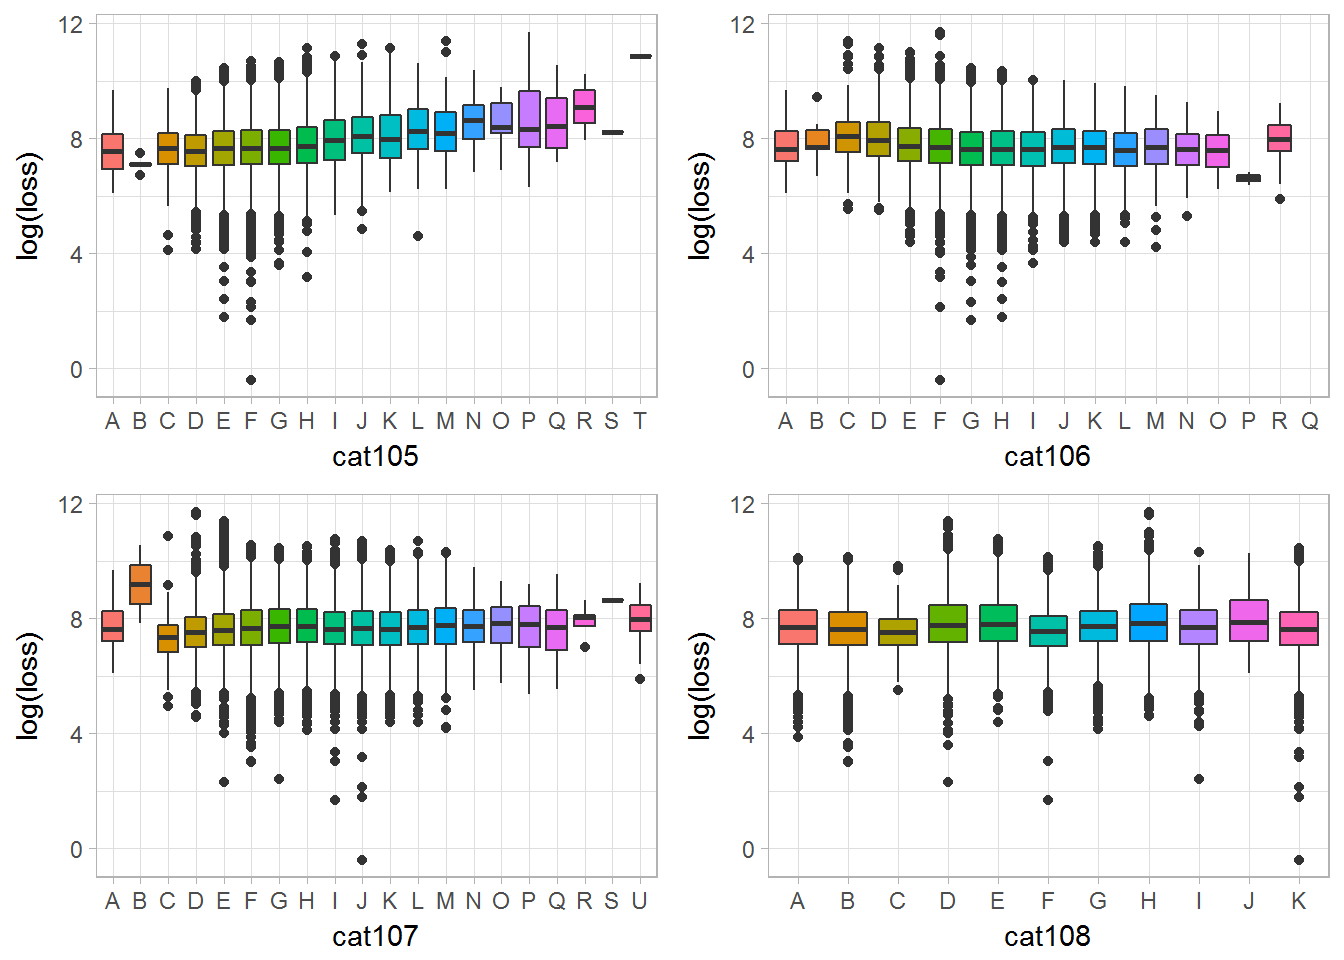 12
8
4
0
log(loss)
A B C D E F G H I J K L M N O P Q R S T
cat105
12
8
4
0
log(loss)
A B C D E F G H I J K L M N O P R Q
cat106
12
8
4
0
log(loss)
A B C D E F G H I J K L M N O P Q R S U
cat107
12
8
4
0
log(loss)
A B C D E F G H I J K
cat108